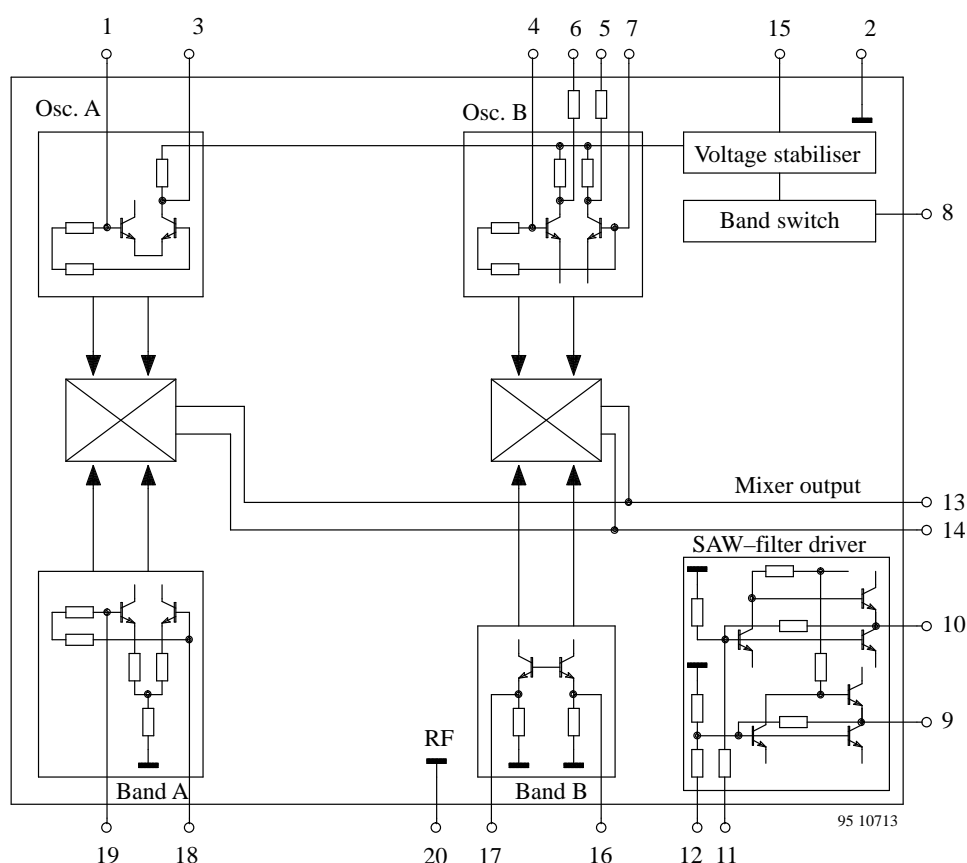 1 3 4 6 5 7 15 2
Osc. A
Osc. B
Voltage stabiliser
Band switch
8
Mixer output
13
14
SAW–filter driver
10
9
RF
Band A
Band B
95 10713
19 18 20 17 16 12 11